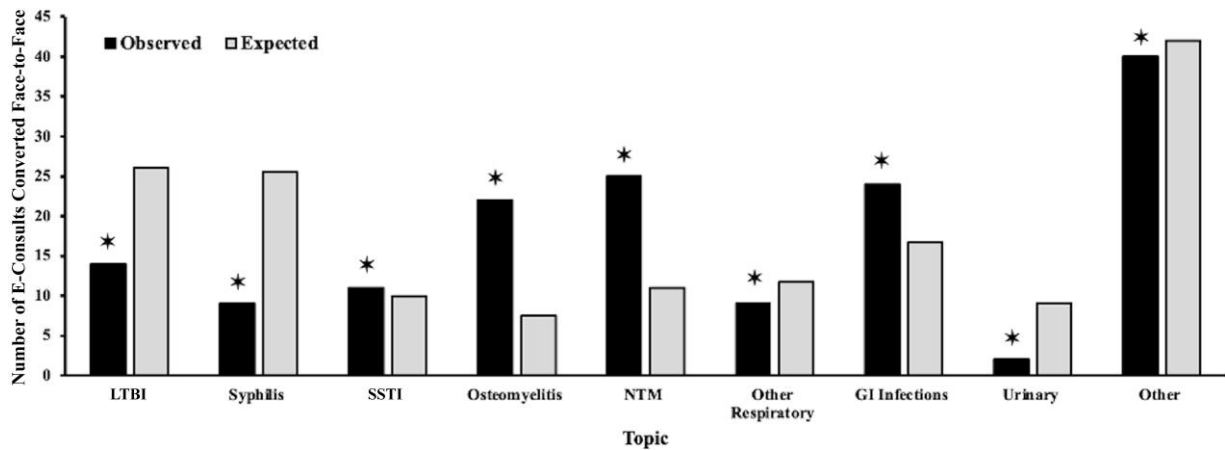 Number of E-Consults Converted Face-to-Face
45
40
35
30
25
20
15
10
5
0
Observed Expected
LTBI Syphilis SSTI Osteomyelitis NTM Other Respiratory GI Infections Urinary Other
Topic